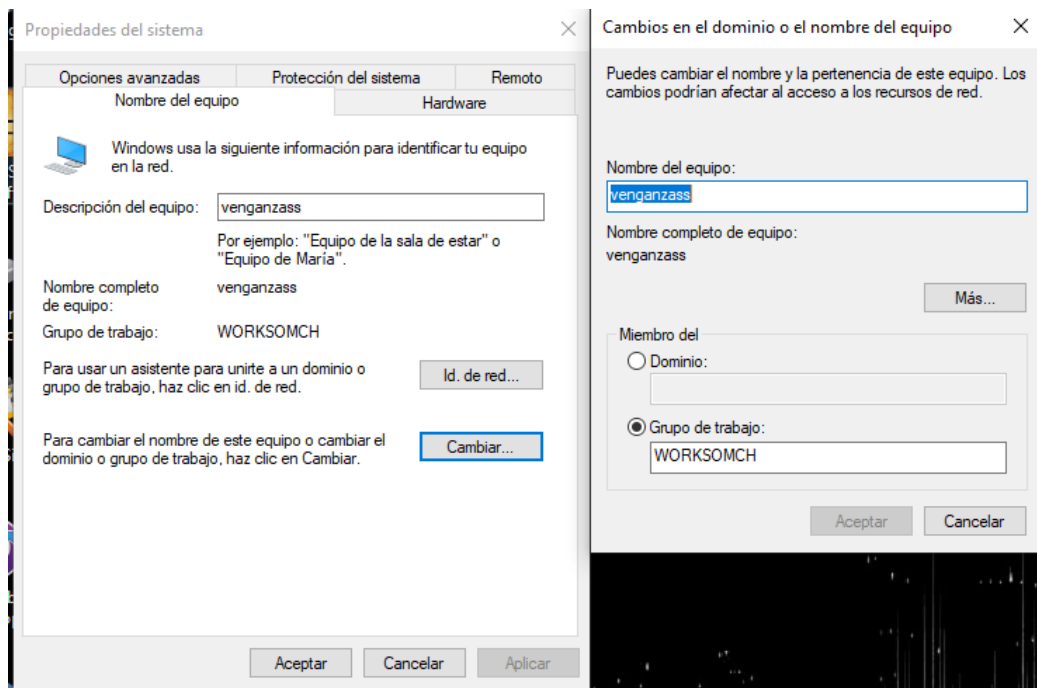 Propiedades del sistema
Opciones avanzadas
Protección del sistema
Remoto
Nombre del equipo
Hardware
Windows usa la siguiente información para identificar tu equipo
en la red.
Descripción del equipo:
venganzass
Por ejemplo: "Equipo de la sala de estar" o
"Equipo de María".
Nombre completo
de equipo:
venganzass
Grupo de trabajo:
WORKSOMCH
Para usar un asistente para unirte a un dominio o
grupo de trabajo, haz clic en id. de red.
Id. de red...
Para cambiar el nombre de este equipo o cambiar el
dominio o grupo de trabajo, haz clic en Cambiar.
Cambiar...
Aceptar
Cancelar
Aplicar
Cambios en el dominio o el nombre del equipo
Puedes cambiar el nombre y la pertenencia de este equipo. Los
cambios podrían afectar al acceso a los recursos de red.
Nombre del equipo:
venganzass
Nombre completo de equipo:
venganzass
Más...
Miembro del
Dominio:
Grupo de trabajo:
WORKSOMCH
Aceptar
Cancelar